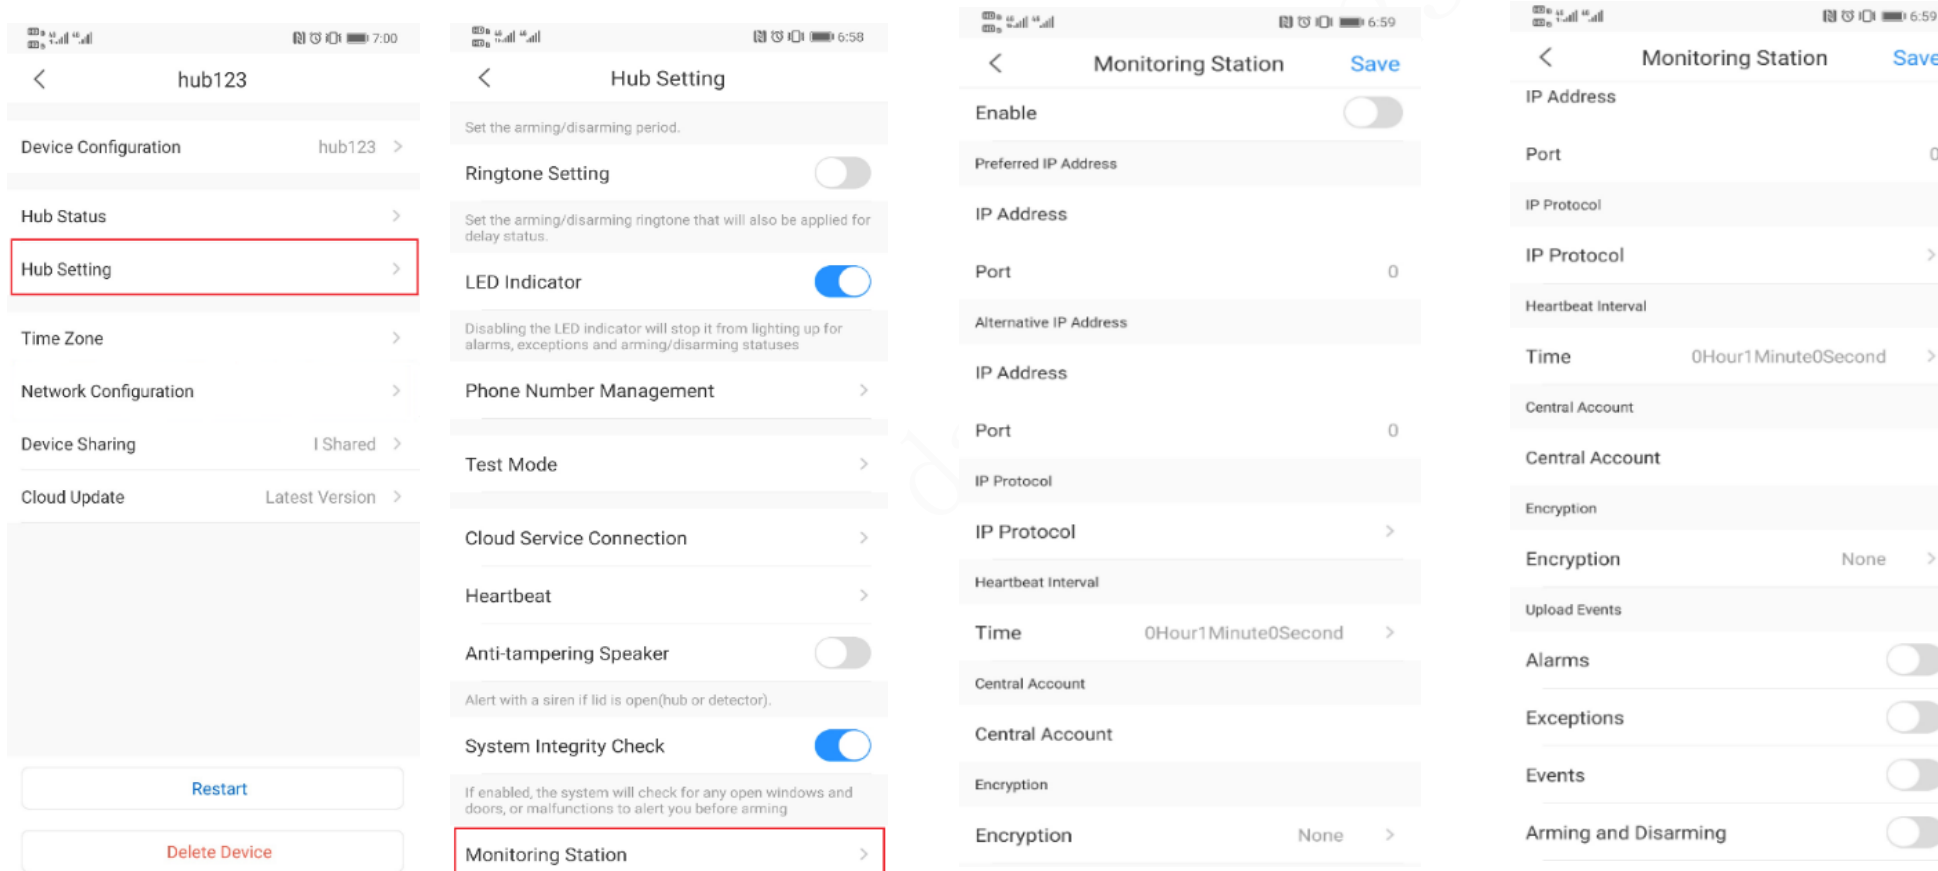 7:00
hub123
Device Configuration hub123
Hub Status
Hub Setting
Time Zone
Network Configuration
Device Sharing I Shared
Cloud Update Latest Version
Restart
Delete Device
6:58
Hub Setting
Set the arming/disarming period.
Ringtone Setting
Set the arming/disarming ringtone that will also be applied for
delay status.
LED Indicator
Disabling the LED indicator will stop it from lighting up for
alarms, exceptions and arming/disarming statuses
Phone Number Management
Test Mode
Cloud Service Connection
Heartbeat
Anti-tampering Speaker
Alert with a siren if lid is open(hub or detector).
System Integrity Check
If enabled, the system will check for any open windows and
doors, or malfunctions to alert you before arming
Monitoring Station
6:59
Monitoring Station Save
Enable
Preferred IP Address
IP Address
Port 0
Alternative IP Address
IP Address
Port 0
IP Protocol
IP Protocol
Heartbeat Interval
Time 0Hour1Minute0Second
Central Account
Central Account
Encryption
Encryption None
6:59
Monitoring Station Save
IP Address
Port 0
IP Protocol
IP Protocol
Heartbeat Interval
Time 0Hour1Minute0Second
Central Account
Central Account
Encryption
Encryption None
Upload Events
Alarms
Exceptions
Events
Arming and Disarming